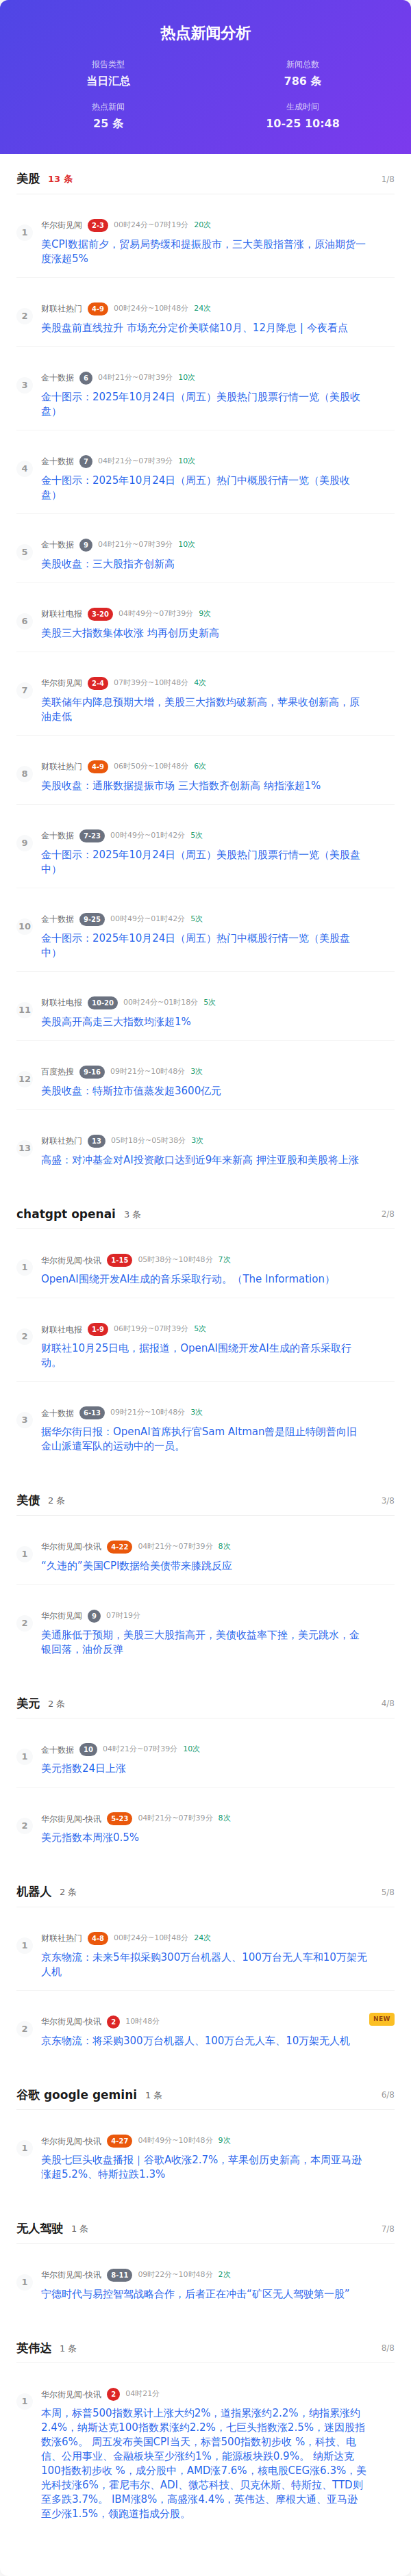 热点新闻分析
报告类型
当日汇总
新闻总数
786 条
热点新闻
25 条
生成时间
10-25 10:48
美股 13 条 1/8
1
华尔街见闻 2-3 00时24分~07时19分 20次
美CPI数据前夕，贸易局势缓和提振股市，三大美股指普涨，原油期货一
度涨超5%
2
财联社热门 4-9 00时24分~10时48分 24次
美股盘前直线拉升 市场充分定价美联储10月、12月降息 | 今夜看点
3
金十数据 6 04时21分~07时39分 10次
金十图示：2025年10月24日（周五）美股热门股票行情一览（美股收
盘）
4
金十数据 7 04时21分~07时39分 10次
金十图示：2025年10月24日（周五）热门中概股行情一览（美股收
盘）
5
金十数据 9 04时21分~07时39分 10次
美股收盘：三大股指齐创新高
6
财联社电报 3-20 04时49分~07时39分 9次
美股三大指数集体收涨 均再创历史新高
7
华尔街见闻 2-4 07时39分~10时48分 4次
美联储年内降息预期大增，美股三大指数均破新高，苹果收创新高，原
油走低
8
财联社热门 4-9 06时50分~10时48分 6次
美股收盘：通胀数据提振市场 三大指数齐创新高 纳指涨超1%
9
金十数据 7-23 00时49分~01时42分 5次
金十图示：2025年10月24日（周五）美股热门股票行情一览（美股盘
中）
10
金十数据 9-25 00时49分~01时42分 5次
金十图示：2025年10月24日（周五）热门中概股行情一览（美股盘
中）
11
财联社电报 10-20 00时24分~01时18分 5次
美股高开高走三大指数均涨超1%
12
百度热搜 9-16 09时21分~10时48分 3次
美股收盘：特斯拉市值蒸发超3600亿元
13
财联社热门 13 05时18分~05时38分 3次
高盛：对冲基金对AI投资敞口达到近9年来新高 押注亚股和美股将上涨
chatgpt openai 3 条 2/8
1
华尔街见闻-快讯 1-15 05时38分~10时48分 7次
OpenAI围绕开发AI生成的音乐采取行动。（The Information）
2
财联社电报 1-9 06时19分~07时39分 5次
财联社10月25日电，据报道，OpenAI围绕开发AI生成的音乐采取行
动。
3
金十数据 6-13 09时21分~10时48分 3次
据华尔街日报：OpenAI首席执行官Sam Altman曾是阻止特朗普向旧
金山派遣军队的运动中的一员。
美债 2 条 3/8
1
华尔街见闻-快讯 4-22 04时21分~07时39分 8次
“久违的”美国CPI数据给美债带来膝跳反应
2
华尔街见闻 9 07时19分
美通胀低于预期，美股三大股指高开，美债收益率下挫，美元跳水，金
银回落，油价反弹
美元 2 条 4/8
1
金十数据 10 04时21分~07时39分 10次
美元指数24日上涨
2
华尔街见闻-快讯 5-23 04时21分~07时39分 8次
美元指数本周涨0.5%
机器人 2 条 5/8
1
财联社热门 4-8 00时24分~10时48分 24次
京东物流：未来5年拟采购300万台机器人、100万台无人车和10万架无
人机
2
华尔街见闻-快讯 2 10时48分 NEW
京东物流：将采购300万台机器人、100万台无人车、10万架无人机
谷歌 google gemini 1 条 6/8
1
华尔街见闻-快讯 4-27 04时49分~10时48分 9次
美股七巨头收盘播报｜谷歌A收涨2.7%，苹果创历史新高，本周亚马逊
涨超5.2%、特斯拉跌1.3%
无人驾驶 1 条 7/8
1
华尔街见闻-快讯 8-11 09时22分~10时48分 2次
宁德时代与易控智驾战略合作，后者正在冲击“矿区无人驾驶第一股”
英伟达 1 条 8/8
1
华尔街见闻-快讯 2 04时21分
本周，标普500指数累计上涨大约2%，道指累涨约2.2%，纳指累涨约
2.4%，纳斯达克100指数累涨约2.2%，七巨头指数涨2.5%，迷因股指
数涨6%。 周五发布美国CPI当天，标普500指数初步收 %，科技、电
信、公用事业、金融板块至少涨约1%，能源板块跌0.9%。 纳斯达克
100指数初步收 %，成分股中，AMD涨7.6%，核电股CEG涨6.3%，美
光科技涨6%，霍尼韦尔、ADI、微芯科技、贝克休斯、特斯拉、TTD则
至多跌3.7%。 IBM涨8%，高盛涨4.4%，英伟达、摩根大通、亚马逊
至少涨1.5%，领跑道指成分股。